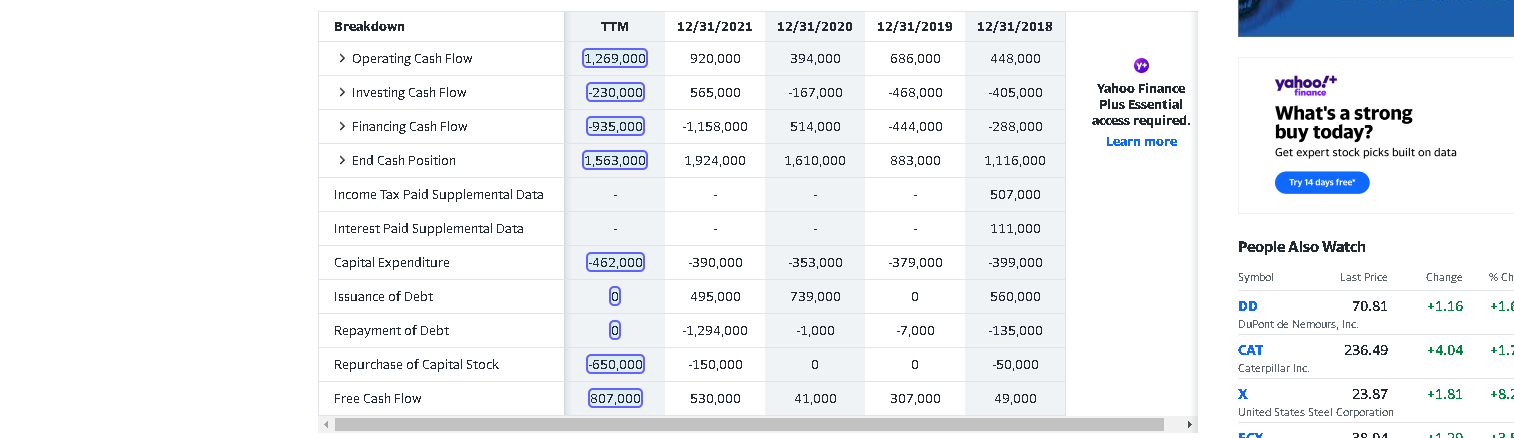 Breakdown TTM 12/31/2021 12/31/2020 12/31/2019 12/31/2018
Operating Cash Flow 1,269,000 920,000 394,000 686,000 448,000
Investing Cash Flow -230,000 565,000 -167,000 -468,000 -405,000
Financing Cash Flow -935,000 -1,158,000 514,000 -444,000 -288,000
End Cash Position 1,563,000 1,924,000 1,610,000 883,000 1,116,000
Income Tax Paid Supplemental Data - - - - 507,000
Interest Paid Supplemental Data - - - - 111,000
Capital Expenditure -462,000 -390,000 -353,000 -379,000 -399,000
Issuance of Debt 0 495,000 739,000 0 560,000
Repayment of Debt 0 -1,294,000 -1,000 -7,000 -135,000
Repurchase of Capital Stock -650,000 -150,000 0 0 -50,000
Free Cash Flow 807,000 530,000 41,000 307,000 49,000
y+
Yahoo Finance
Plus Essential
access required.
Learn more
yahoo!+
finance
What's a strong
buy today?
Get expert stock picks built on data
Try 14 days free*
People Also Watch
Symbol Last Price Change % Ch
DD 70.81 +1.16
DuPont de Nemours, Inc.
CAT 236.49 +4.04
Caterpillar Inc.
X 23.87 +1.81
United States Steel Corporation